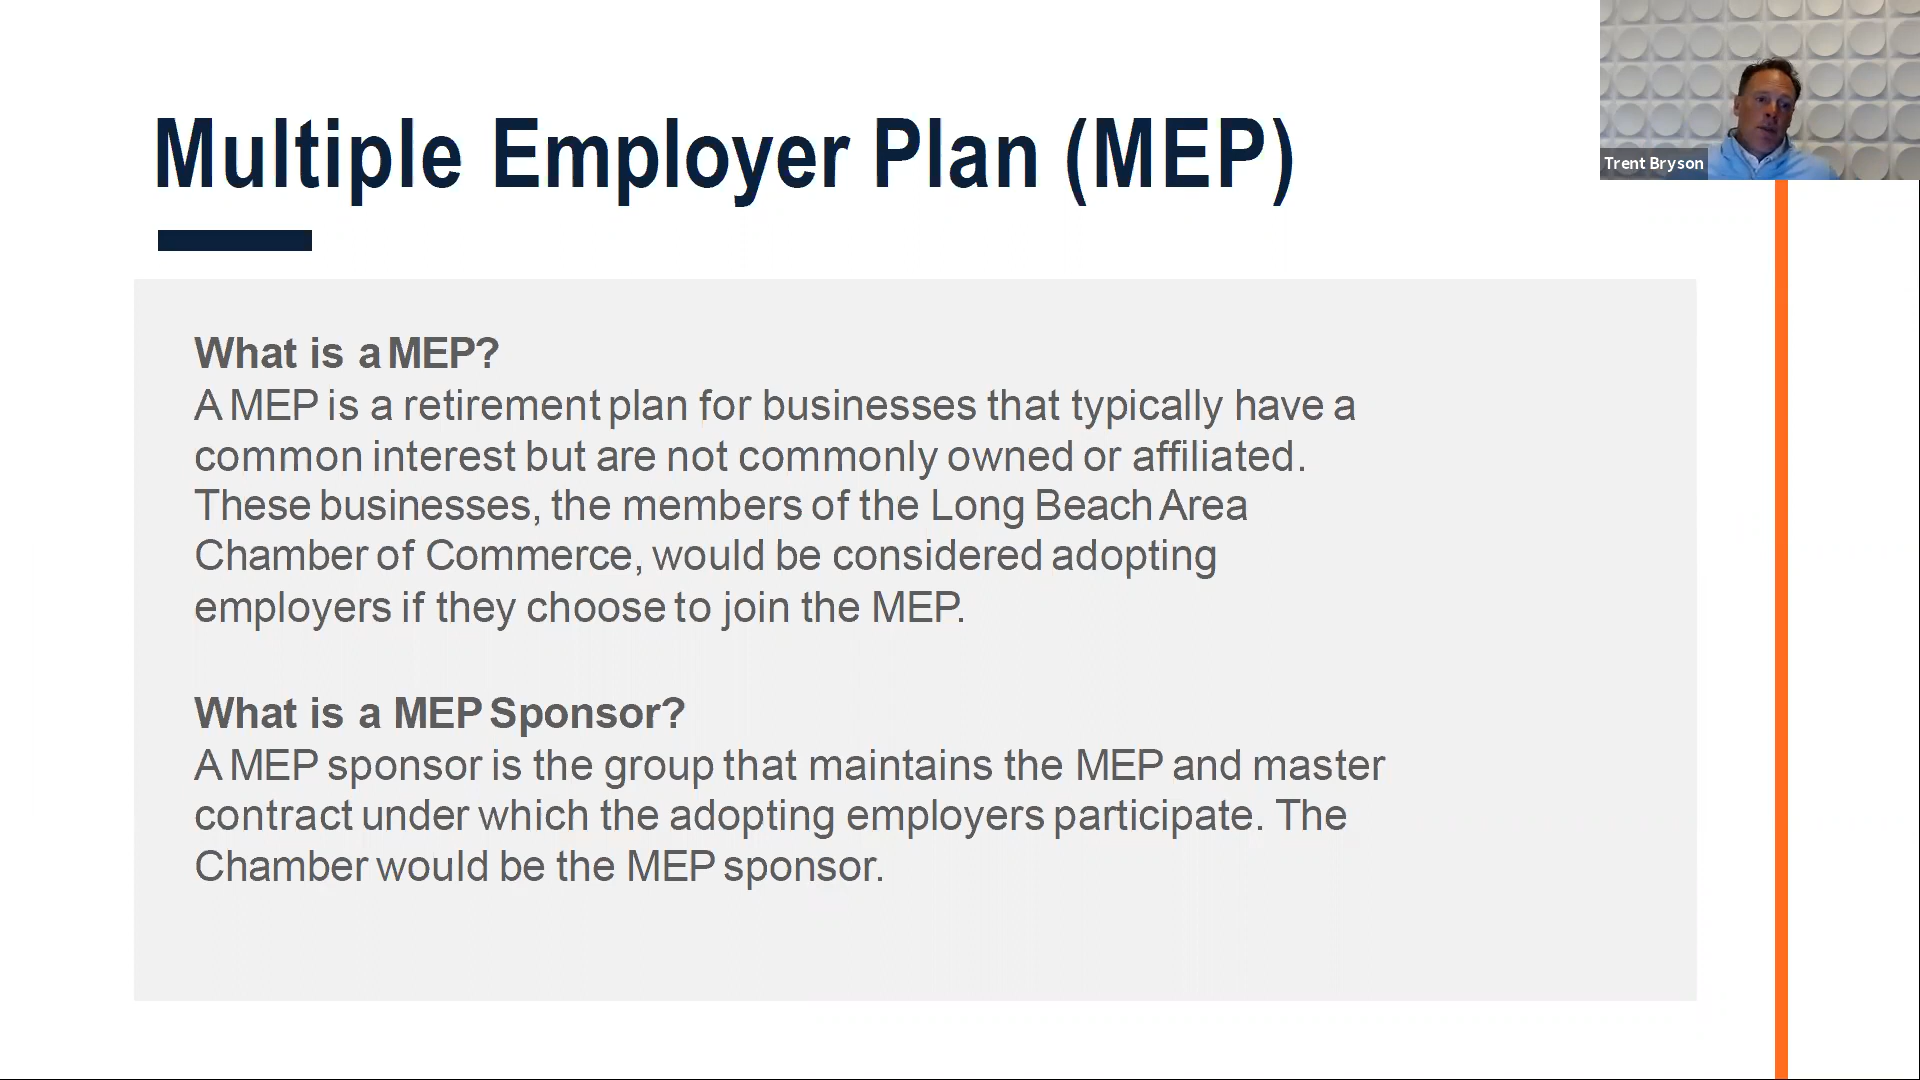 Multiple Employer Plan (MEP)
Trent Bryson
What is a MEP?
A MEP is a retirement plan for businesses that typically have a
common interest but are not commonly owned or affiliated.
These businesses, the members of the Long Beach Area
Chamber of Commerce, would be considered adopting
employers if they choose to join the MEP.
What is a MEP Sponsor?
A MEP sponsor is the group that maintains the MEP and master
contract under which the adopting employers participate. The
Chamber would be the MEP sponsor.